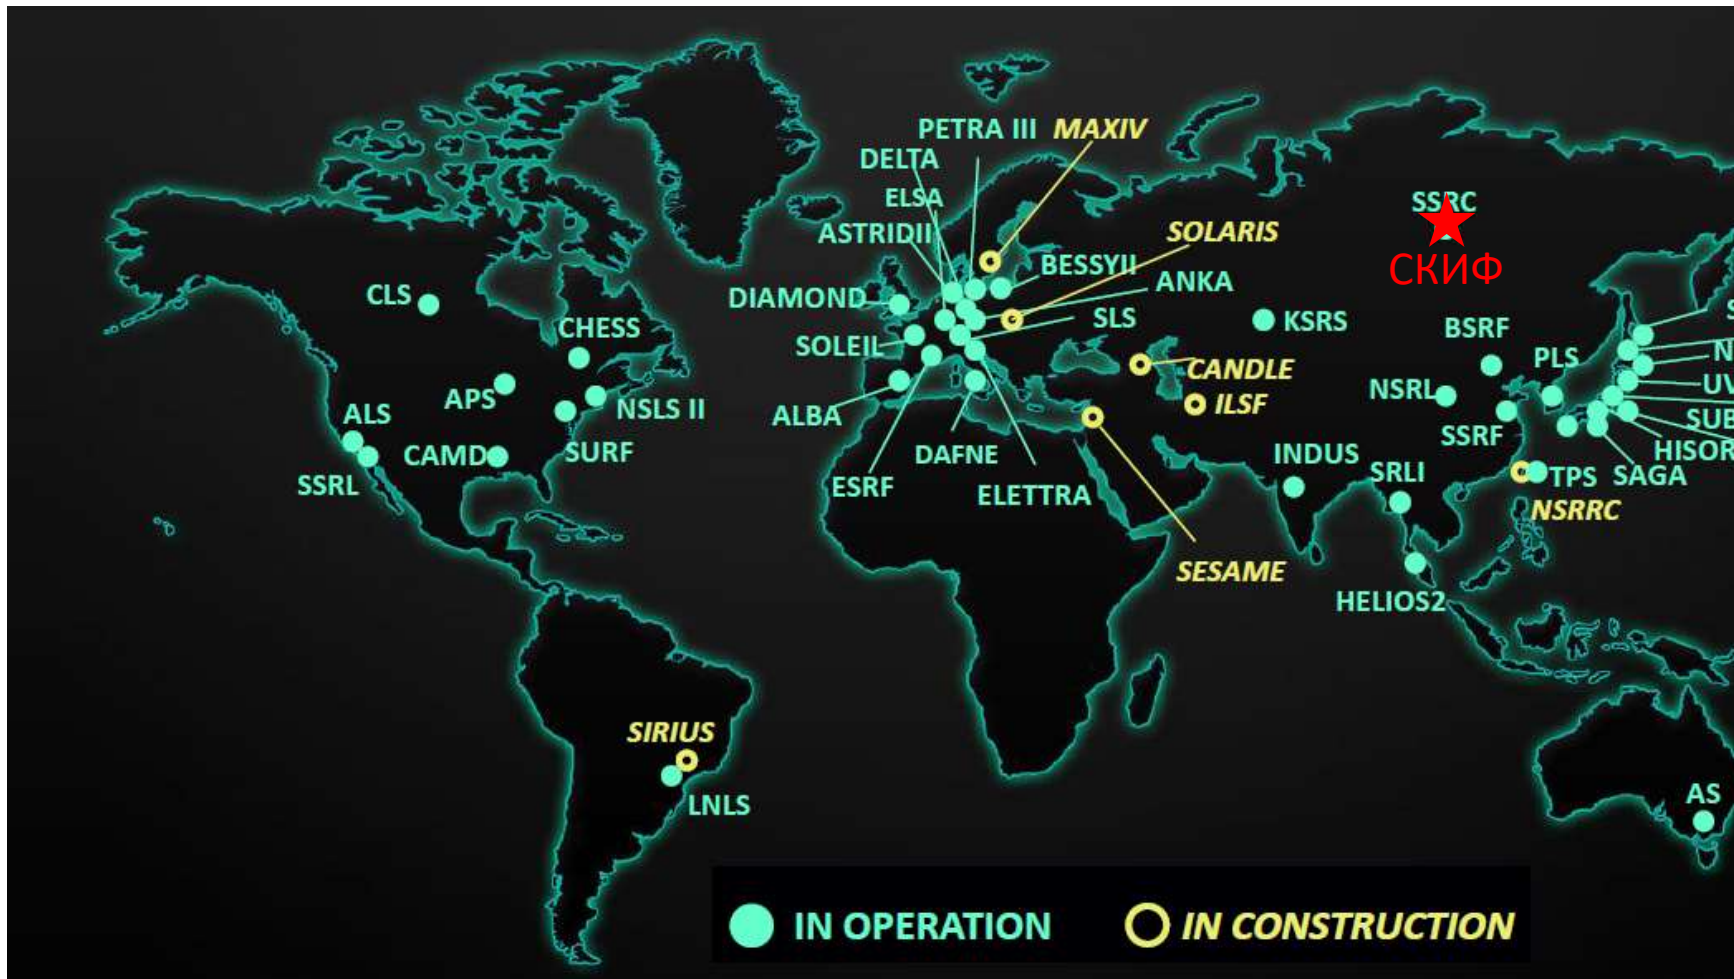 PETRA III MAXIV
DELTA
ELSA
SSRC
ASTRIDII
SOLARIS
СКИФ
BESSYII
ANKA
CLS
DIAMOND
CHESS
SLS
KSRS
BSRF
SOLEIL
PLS
CANDLE
APS
NSLS II
NSRL
ILSF
ALS
ALBA
SURF
SSRF
CAMD
DAFNE
INDUS
HISOR
SSRL
ESRF
ELETTRA
SRLI
TPS
SAGA
NSRRC
SESAME
HELIOS2
SIRIUS
LNLS
AS
IN OPERATION
IN CONSTRUCTION